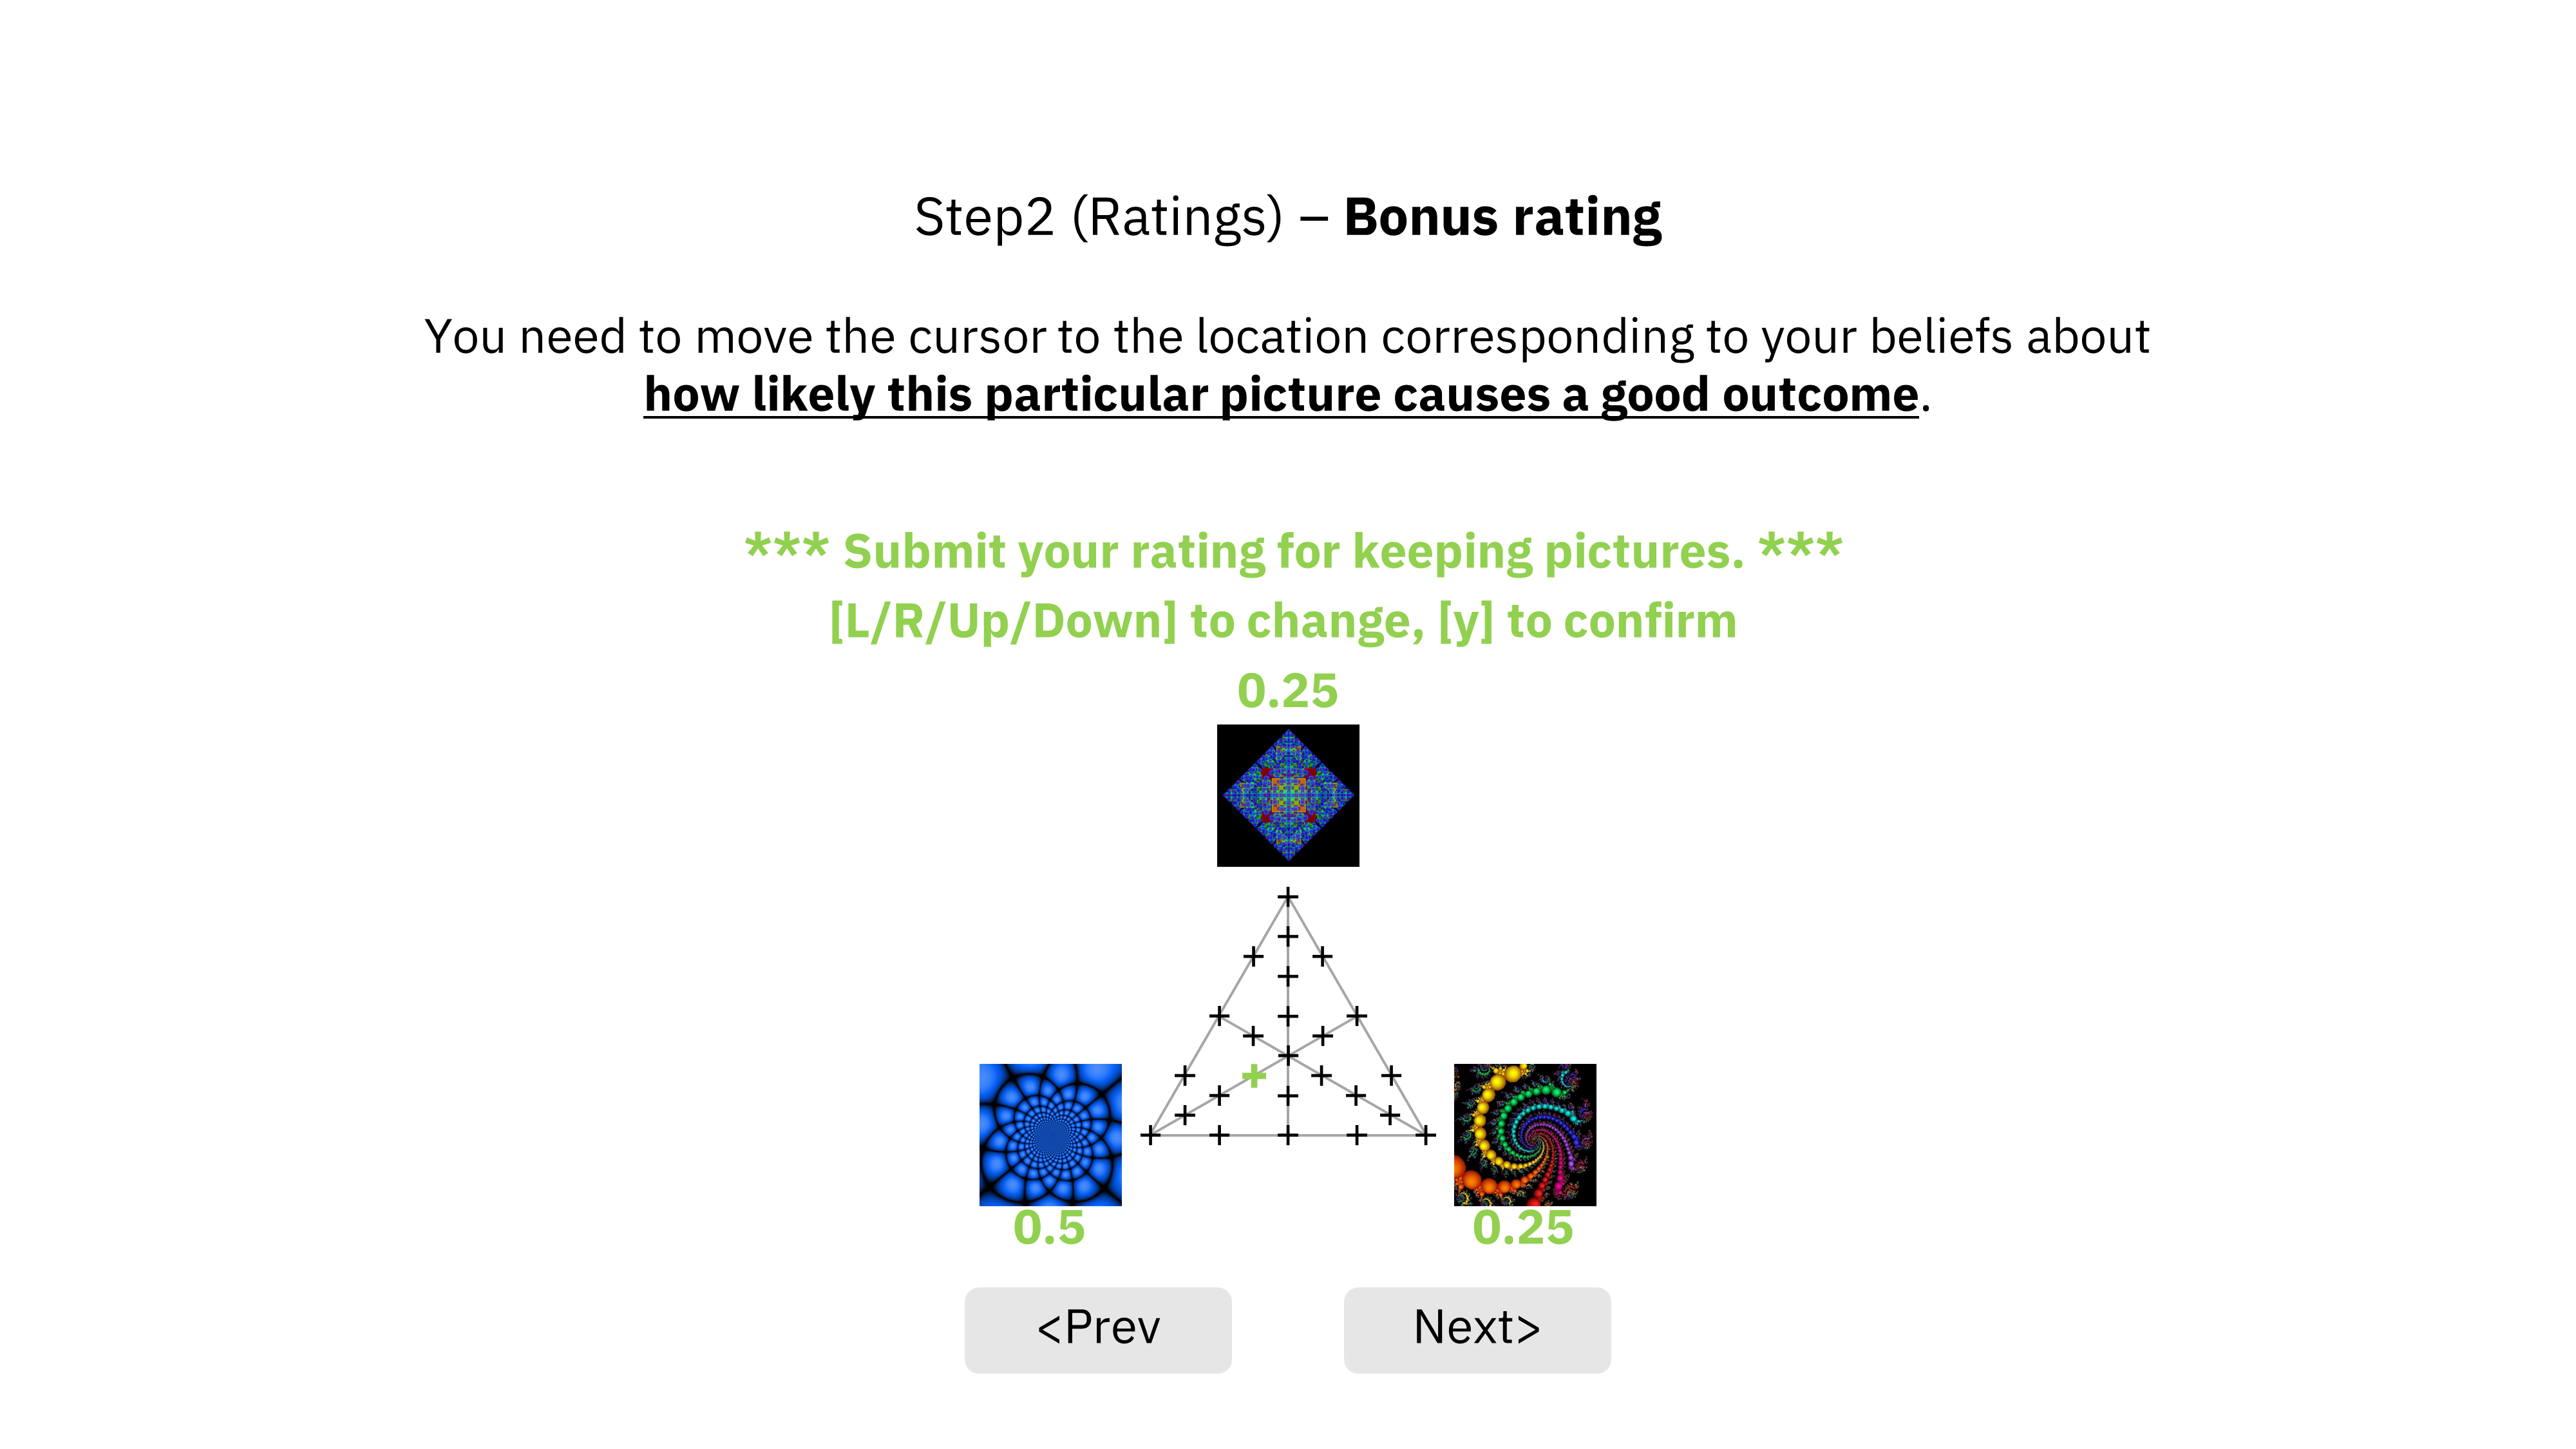 Step2 (Ratings) – Bonus rating
You need to move the cursor to the location corresponding to your beliefs about
how likely this particular picture causes a good outcome.
*** Submit your rating for keeping pictures. ***
[L/R/Up/Down] to change, [y] to confirm
0.25
0.5
0.25
<Prev
Next>